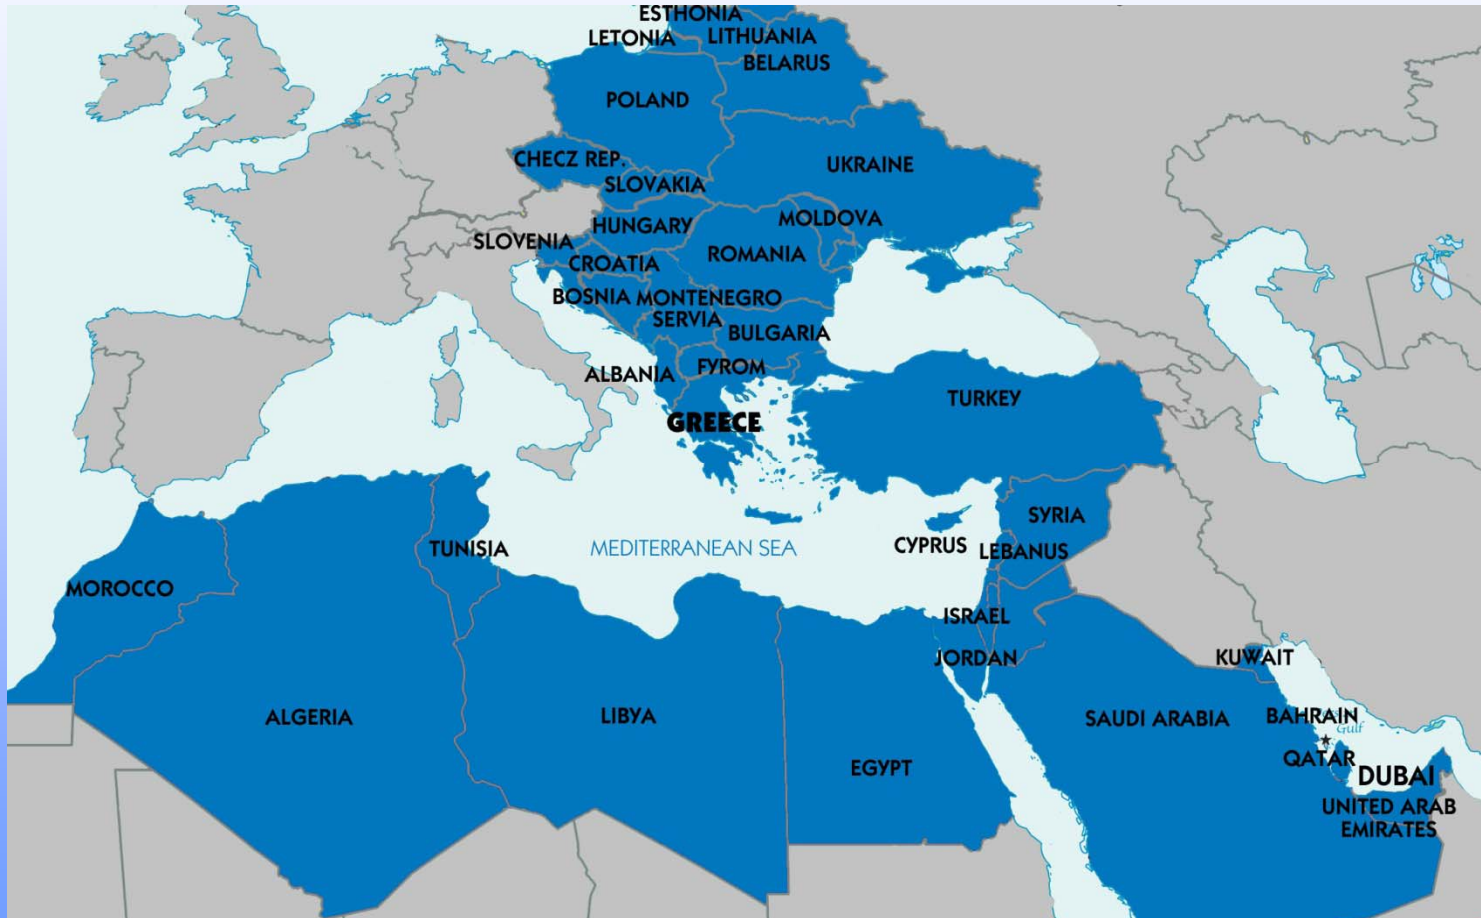 ESTHONIA
LETONIA
LITHUANIA
BELARUS
POLAND
CHECZ REP.
UKRAINE
SLOVAKIA
MOLDOVA
HUNGARY
SLOVENIA
ROMANIA
CROATIA
BOSNIA
MONTENEGRO
SERVIA
BULGARIA
FYROM
ALBANIA
TURKEY
GREECE
SYRIA
CYPRUS
LEBANUS
TUNISIA
MEDITERRANEAN SEA
MOROCCO
ISRAEL
JORDAN
KUWAIT
ALGERIA
LIBYA
SAUDI ARABIA
BAHRAIN
Gulf
QATAR
EGYPT
DUBAI
UNITED ARAB
EMIRATES